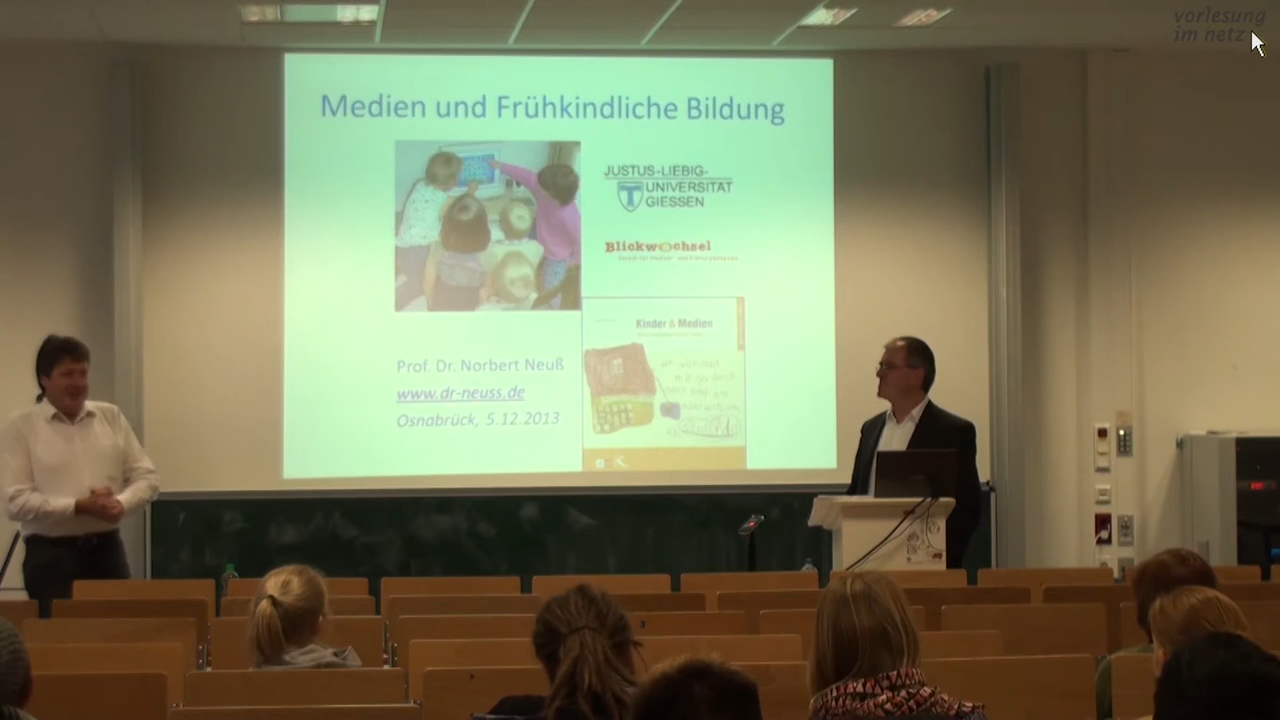 vorlesung
im netz
Medien und Frühkindliche Bildung
JUSTUS-LIEBIG-
UNIVERSITÄT
GIESSEN
Blickwechsel
Kinder & Medien
Prof. Dr. Norbert Neuß
www.dr-neuss.de
Osnabrück, 5.12.2013